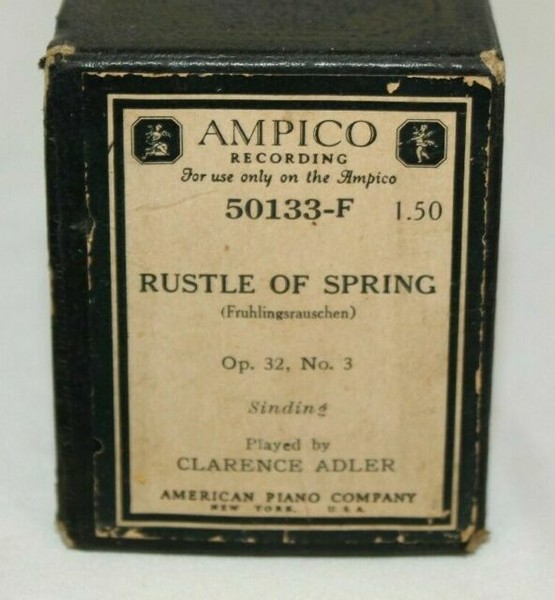 AMPICO
RECORDING
For use only on the Ampico
50133-F 1.50
RUSTLE OF SPRING
(Fruhlingsrauschen)
Op. 32, No. 3
Sinding
Played by
CLARENCE ADLER
AMERICAN PIANO COMPANY
NEW YORK, U.S.A.